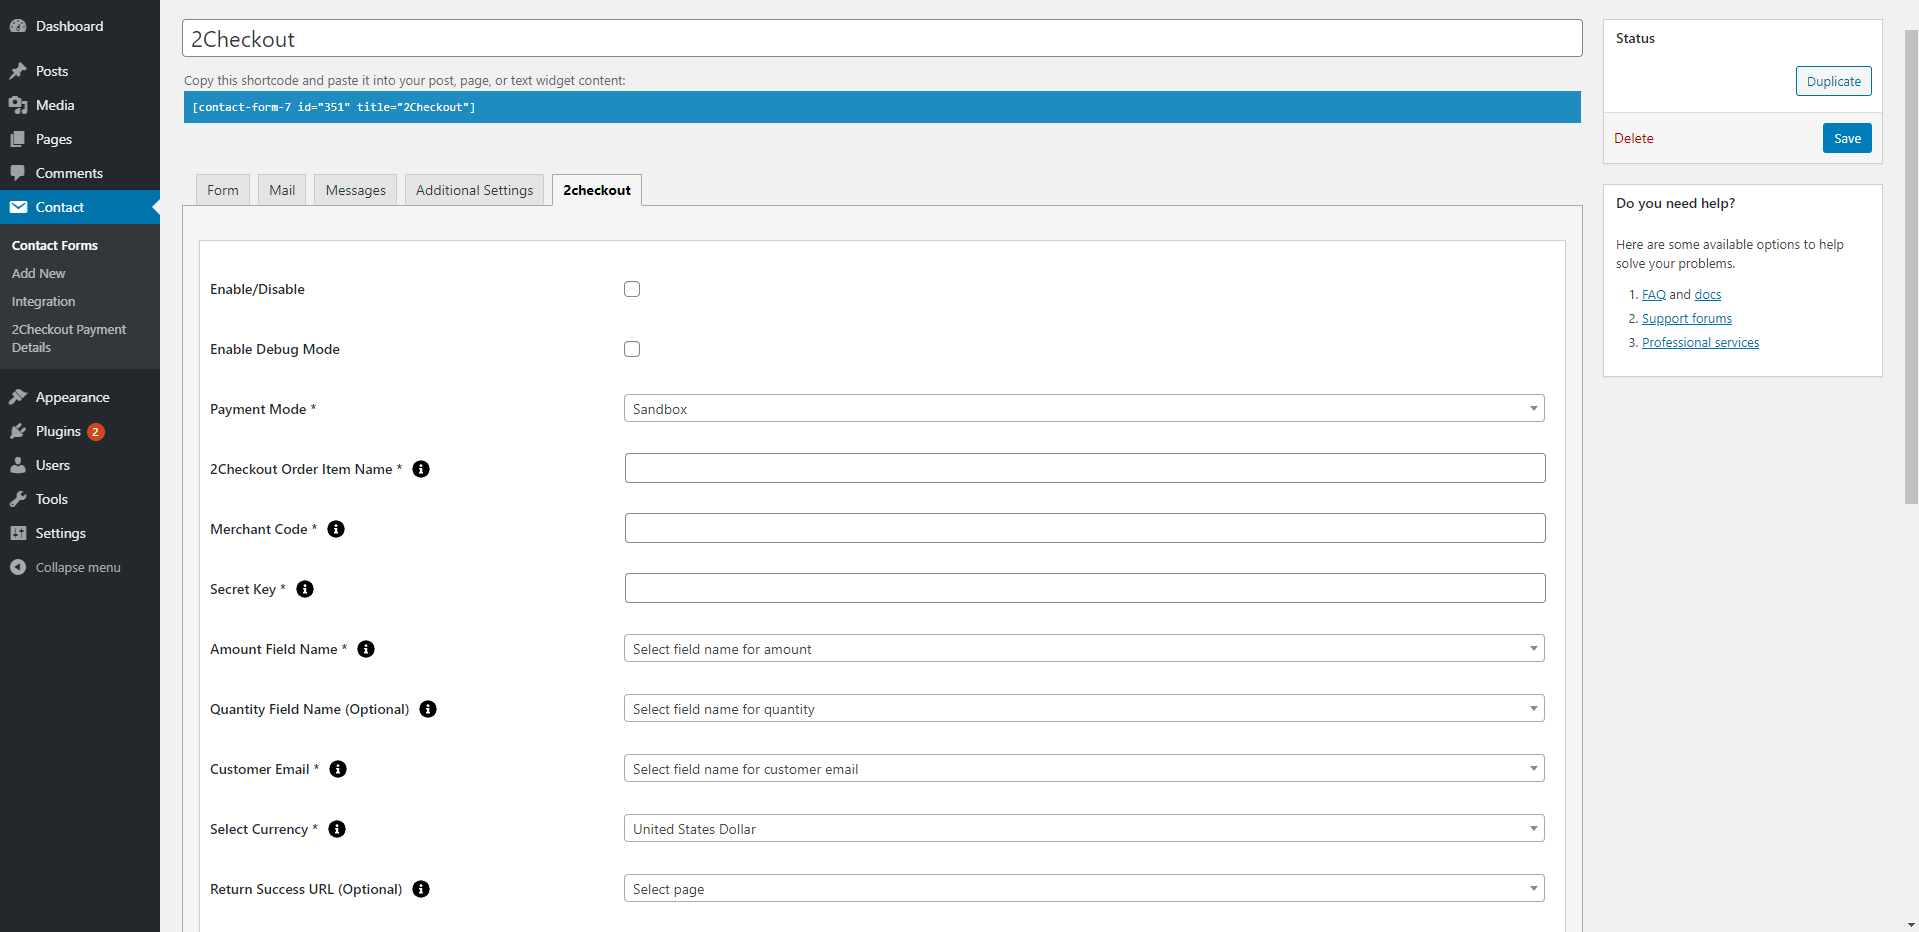 Dashboard
Posts
Media
Pages
Comments
Contact
Contact Forms
Add New
Integration
2Checkout Payment
Details
Appearance
Plugins 2
Users
Tools
Settings
Collapse menu
2Checkout
Copy this shortcode and paste it into your post, page, or text widget content:
[contact-form-7 id="351" title="2Checkout"]
Form Mail Messages Additional Settings 2checkout
Enable/Disable
Enable Debug Mode
Payment Mode * Sandbox
2Checkout Order Item Name *
Merchant Code *
Secret Key *
Amount Field Name * Select field name for amount
Quantity Field Name (Optional) Select field name for quantity
Customer Email * Select field name for customer email
Select Currency * United States Dollar
Return Success URL (Optional) Select page
Status
Duplicate
Delete Save
Do you need help?
Here are some available options to help
solve your problems.
1. FAQ and docs
2. Support forums
3. Professional services